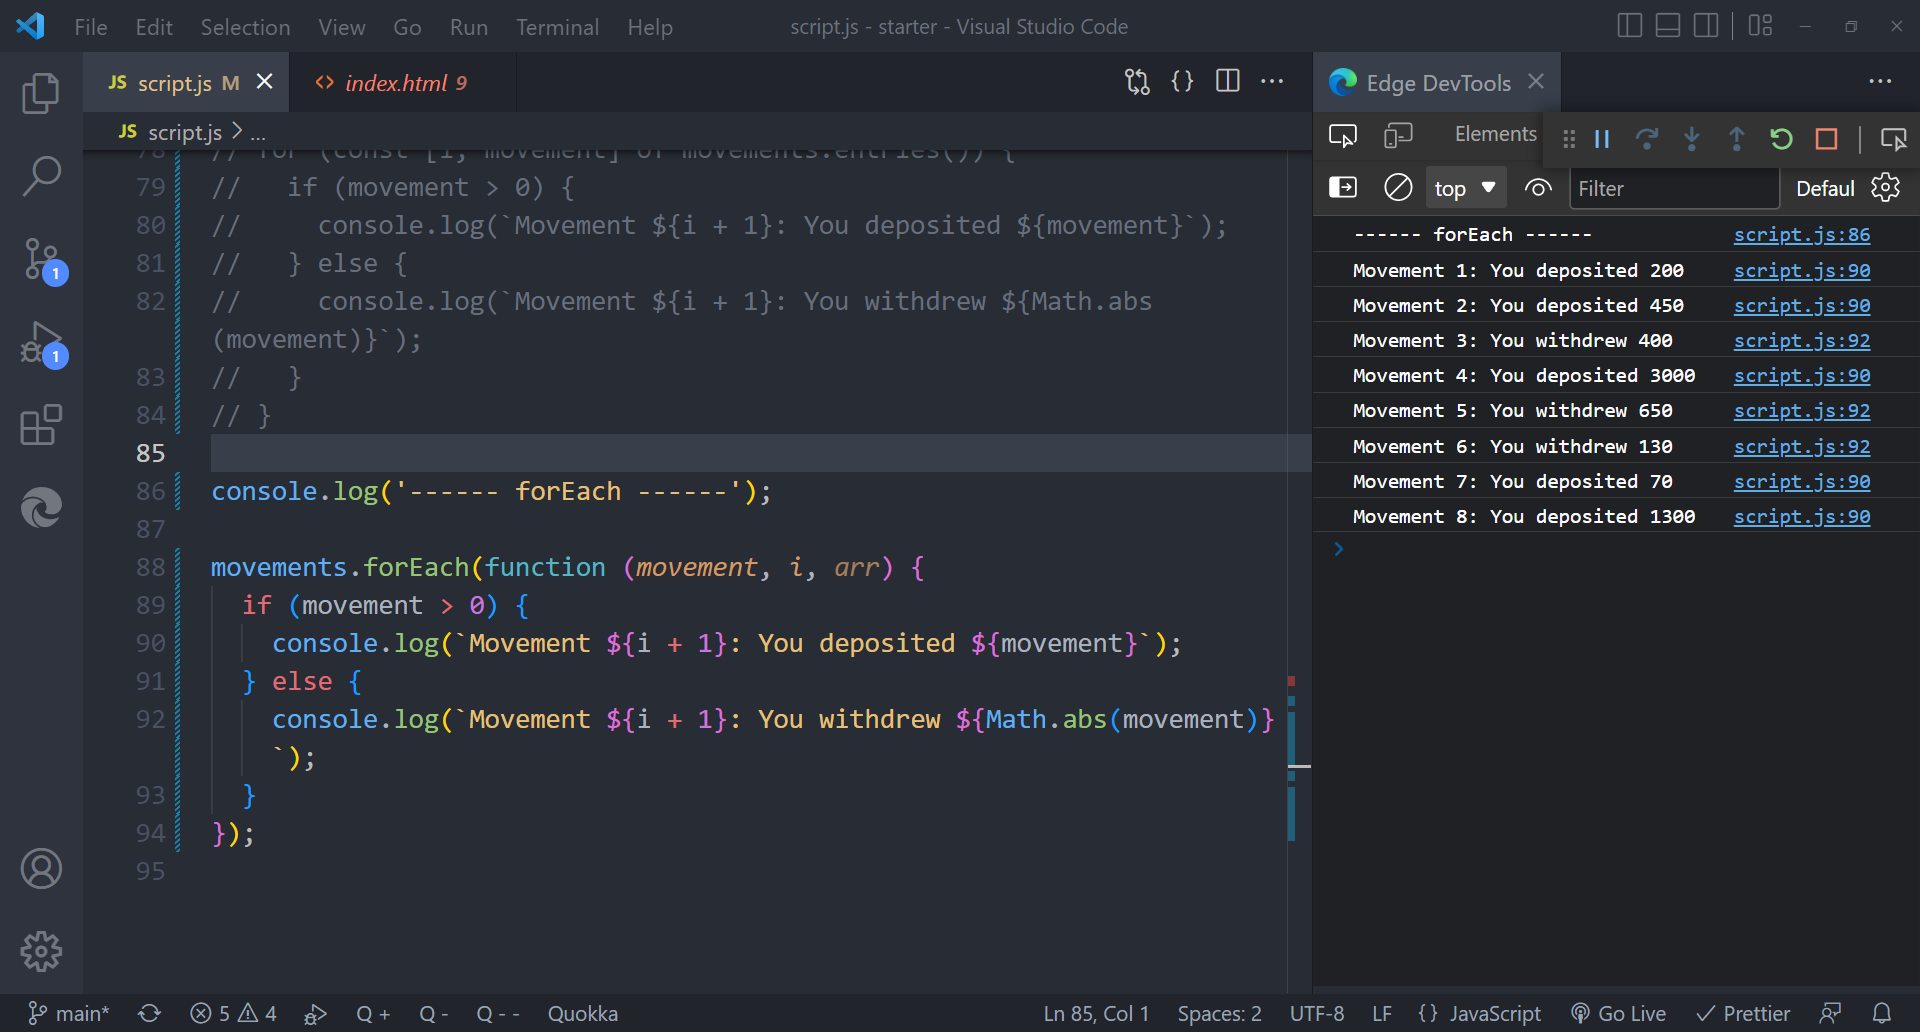 File Edit Selection View Go Run Terminal Help
script.js - starter - Visual Studio Code
JS script.js M
<> index.html 9
JS script.js > ...
78 // for (const [i, movement] of movements.entries()) {
79 //   if (movement > 0) {
80 //     console.log(`Movement ${i + 1}: You deposited ${movement}`);
81 //   } else {
82 //     console.log(`Movement ${i + 1}: You withdrew ${Math.abs
(movement)}`);
83 //   }
84 // }
85
86 console.log('------ forEach ------');
87
88 movements.forEach(function (movement, i, arr) {
89   if (movement > 0) {
90     console.log(`Movement ${i + 1}: You deposited ${movement}`);
91   } else {
92     console.log(`Movement ${i + 1}: You withdrew ${Math.abs(movement)}
`);
93   }
94 });
95
Edge DevTools
Elements
top
Filter
Defaul
------ forEach ------ script.js:86
Movement 1: You deposited 200 script.js:90
Movement 2: You deposited 450 script.js:90
Movement 3: You withdrew 400 script.js:92
Movement 4: You deposited 3000 script.js:90
Movement 5: You withdrew 650 script.js:92
Movement 6: You withdrew 130 script.js:92
Movement 7: You deposited 70 script.js:90
Movement 8: You deposited 1300 script.js:90
>
1
1
main* 5 4 Q + Q - Q - - Quokka Ln 85, Col 1 Spaces: 2 UTF-8 LF {} JavaScript Go Live Prettier